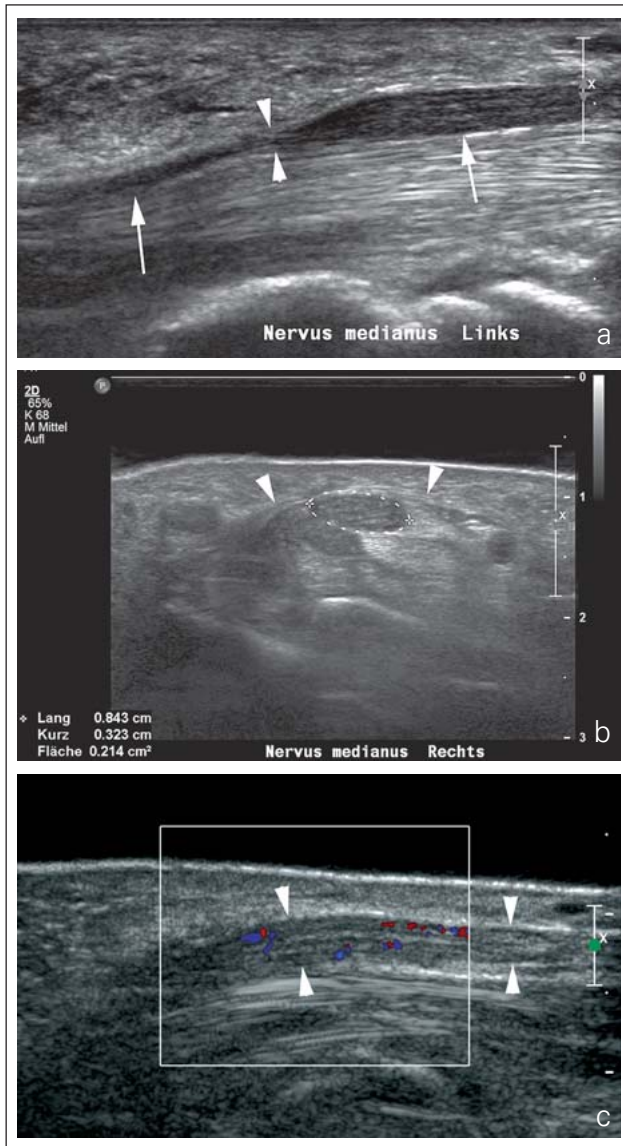 Nervus medianus Links
a
2D
65%
K 68
M Mittel
Aufl
P
0
1
x
2
3
Lang 0.843 cm
Kurz 0.323 cm
Fläche 0.214 cm²
Nervus medianus Rechts
b
x
c